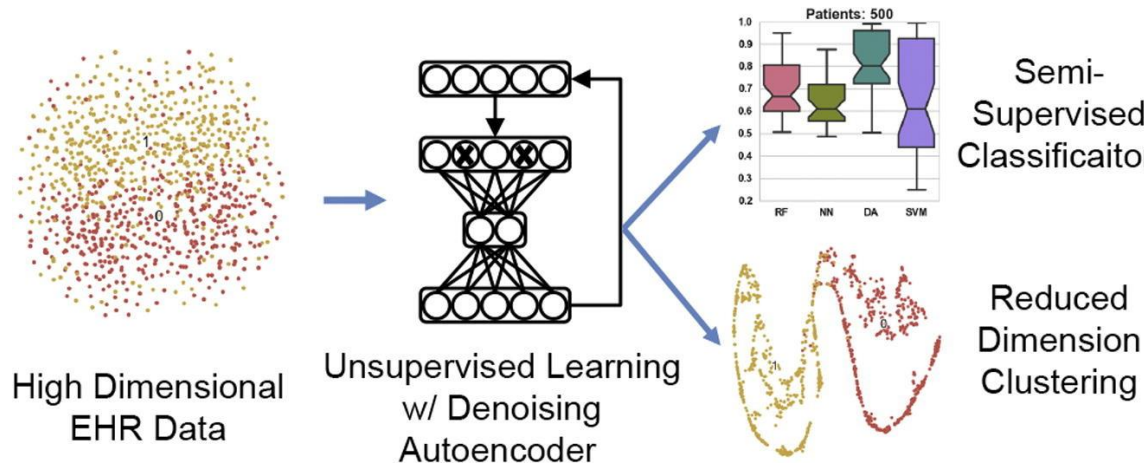 1
0
High Dimensional
EHR Data
Unsupervised Learning
w/ Denoising
Autoencoder
Patients: 500
1.0
0.9
0.8
0.7
0.6
0.5
0.4
0.3
0.2
RF NN DA SVM
Semi-
Supervised
Classificaito
0
1
Reduced
Dimension
Clustering